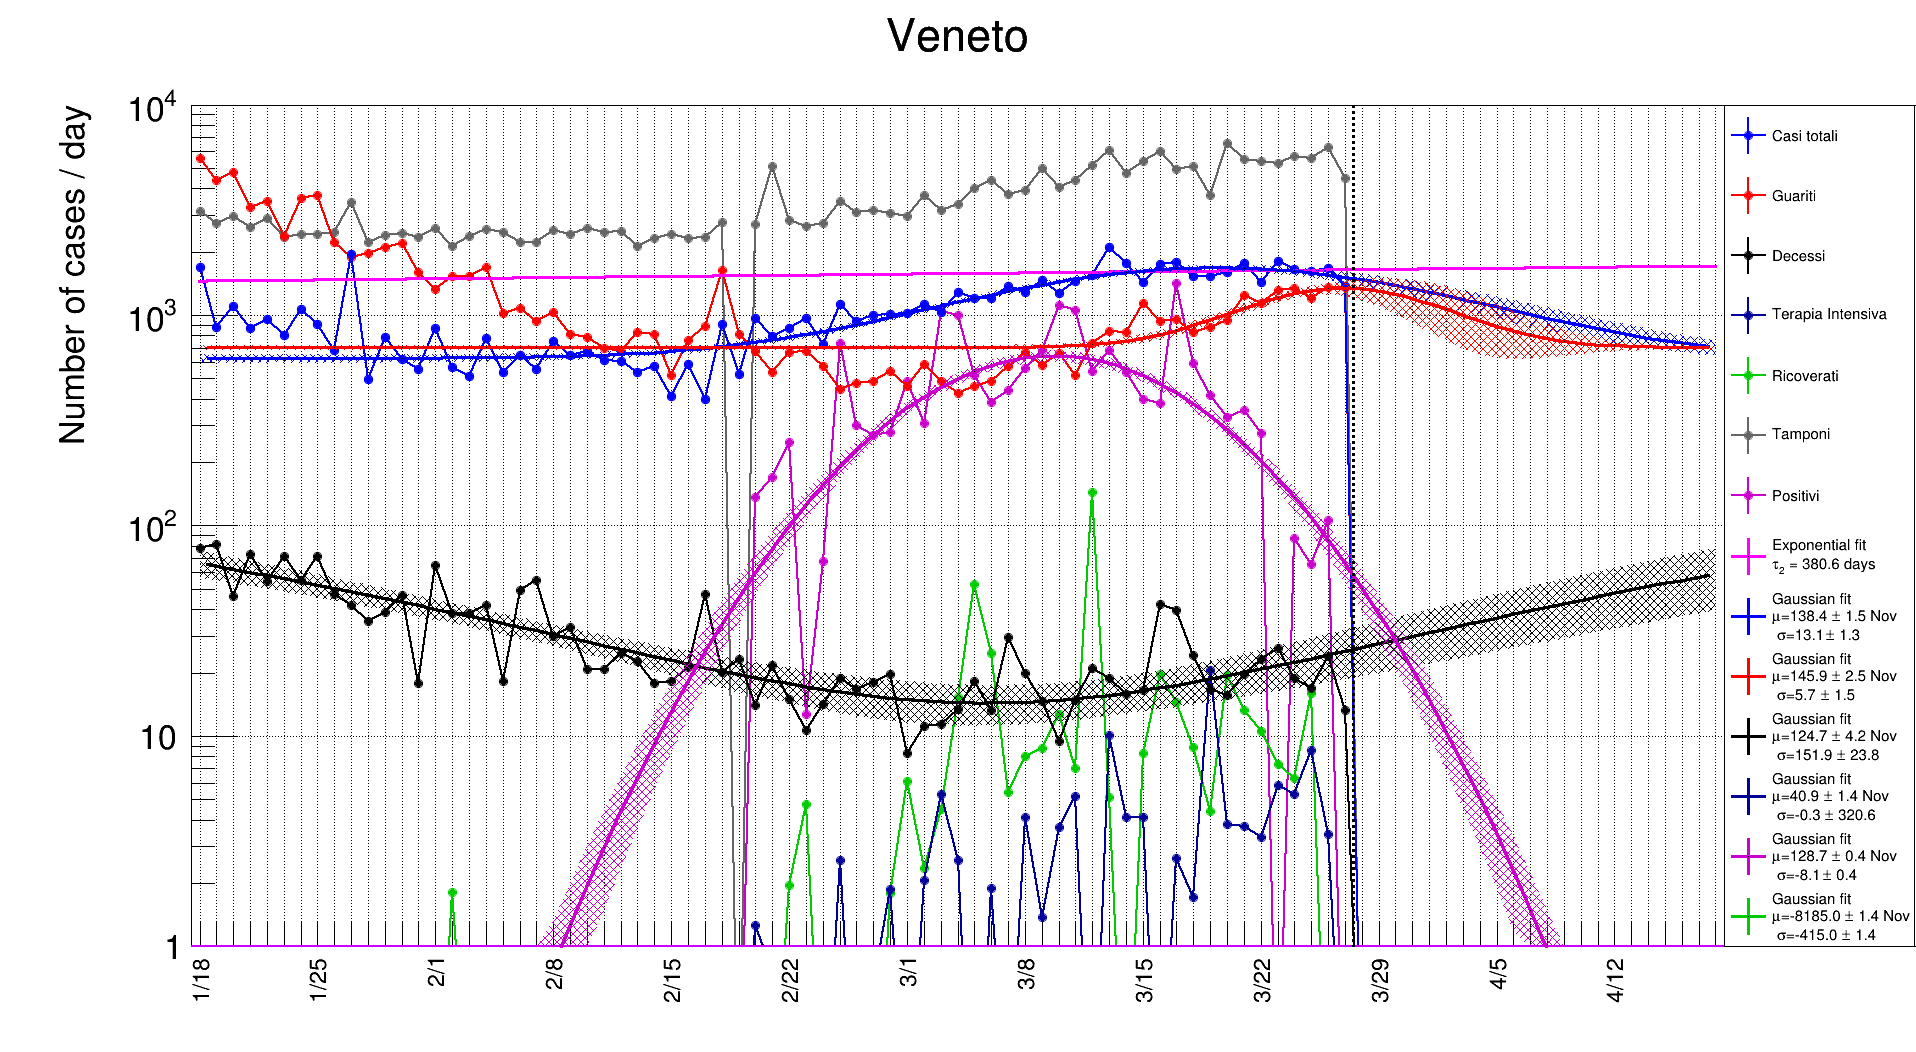 Veneto
Number of cases / day
10⁴
10³
10²
10
1
1/18
1/25
2/1
2/8
2/15
2/22
3/1
3/8
3/15
3/22
3/29
4/5
4/12
Casi totali
Guariti
Decessi
Terapia Intensiva
Ricoverati
Tamponi
Positivi
Exponential fit
τ₂ = 380.6 days
Gaussian fit
μ=138.4 ± 1.5 Nov
σ=13.1 ± 1.3
Gaussian fit
μ=145.9 ± 2.5 Nov
σ=5.7 ± 1.5
Gaussian fit
μ=124.7 ± 4.2 Nov
σ=151.9 ± 23.8
Gaussian fit
μ=40.9 ± 1.4 Nov
σ=-0.3 ± 320.6
Gaussian fit
μ=128.7 ± 0.4 Nov
σ=-8.1 ± 0.4
Gaussian fit
μ=-8185.0 ± 1.4 Nov
σ=-415.0 ± 1.4